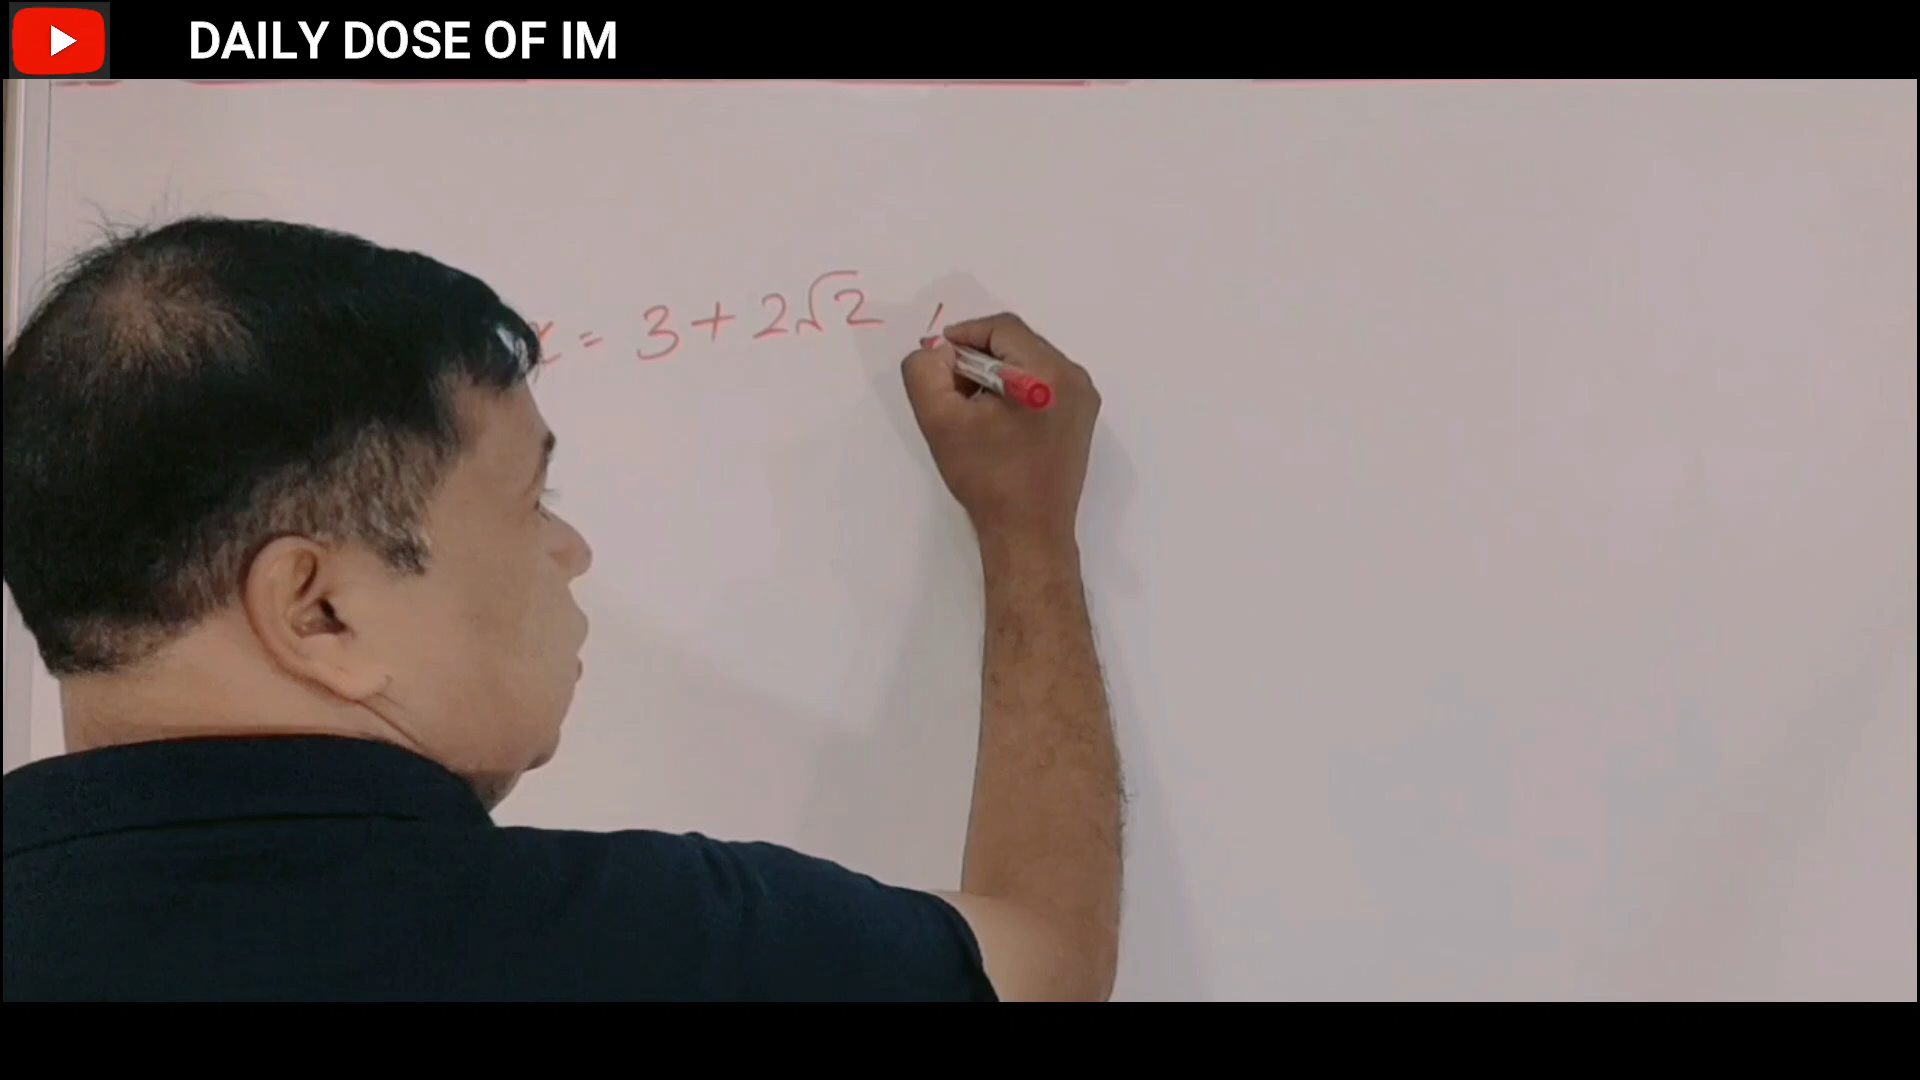 DAILY DOSE OF IM
x = 3 + 2√2